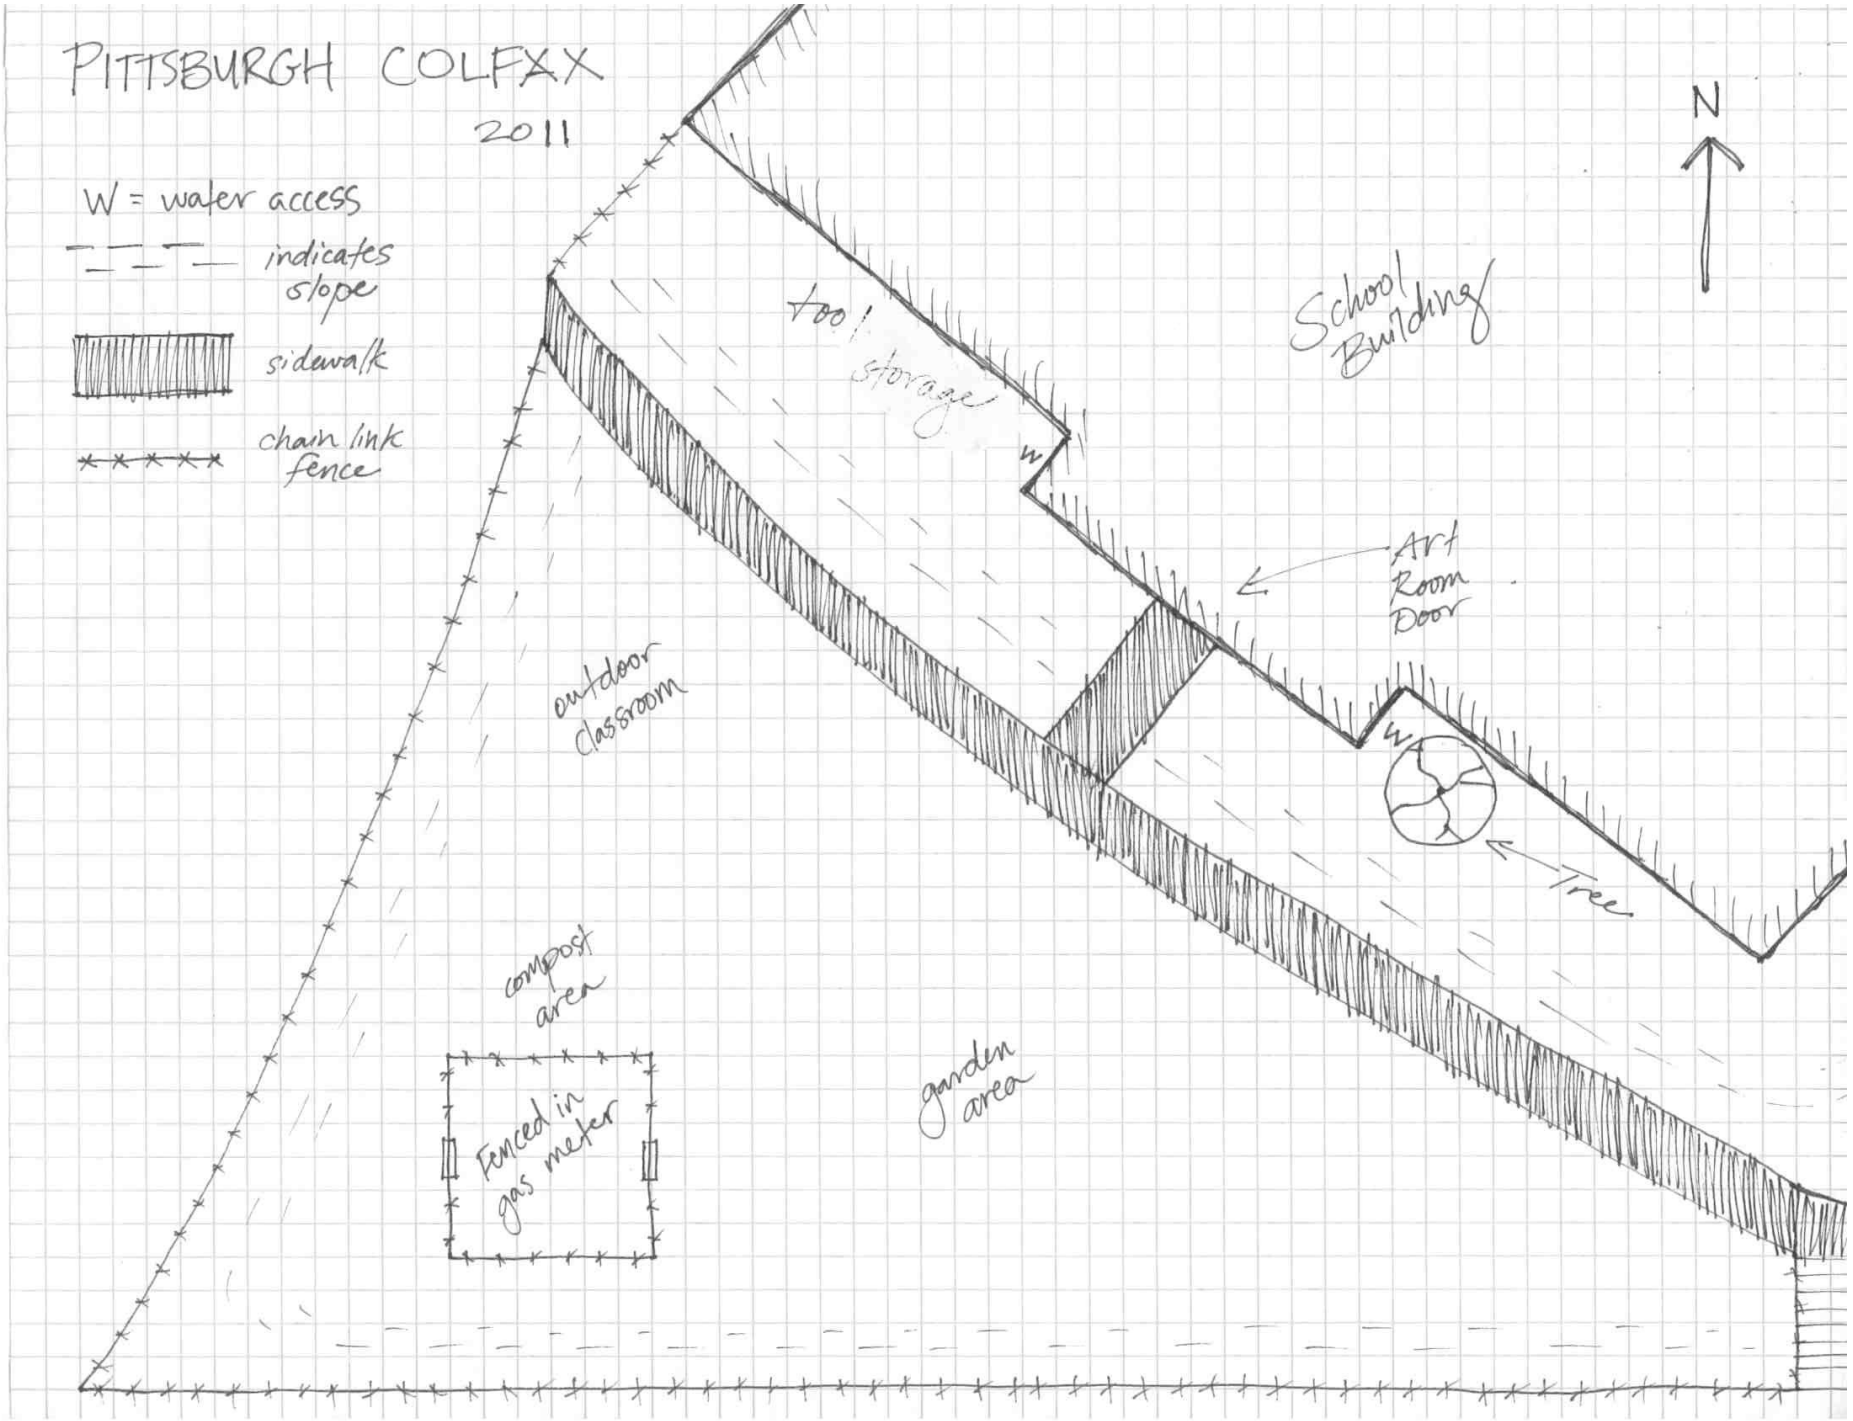 PITTSBURGH COLFAX
2011
N
W = water access
indicates
slope
sidewalk
chain link
fence
tool
storage
School
Building
W
Art
Room
Door
W
Tree
outdoor
classroom
compost
area
Fenced in
gas meter
garden
area